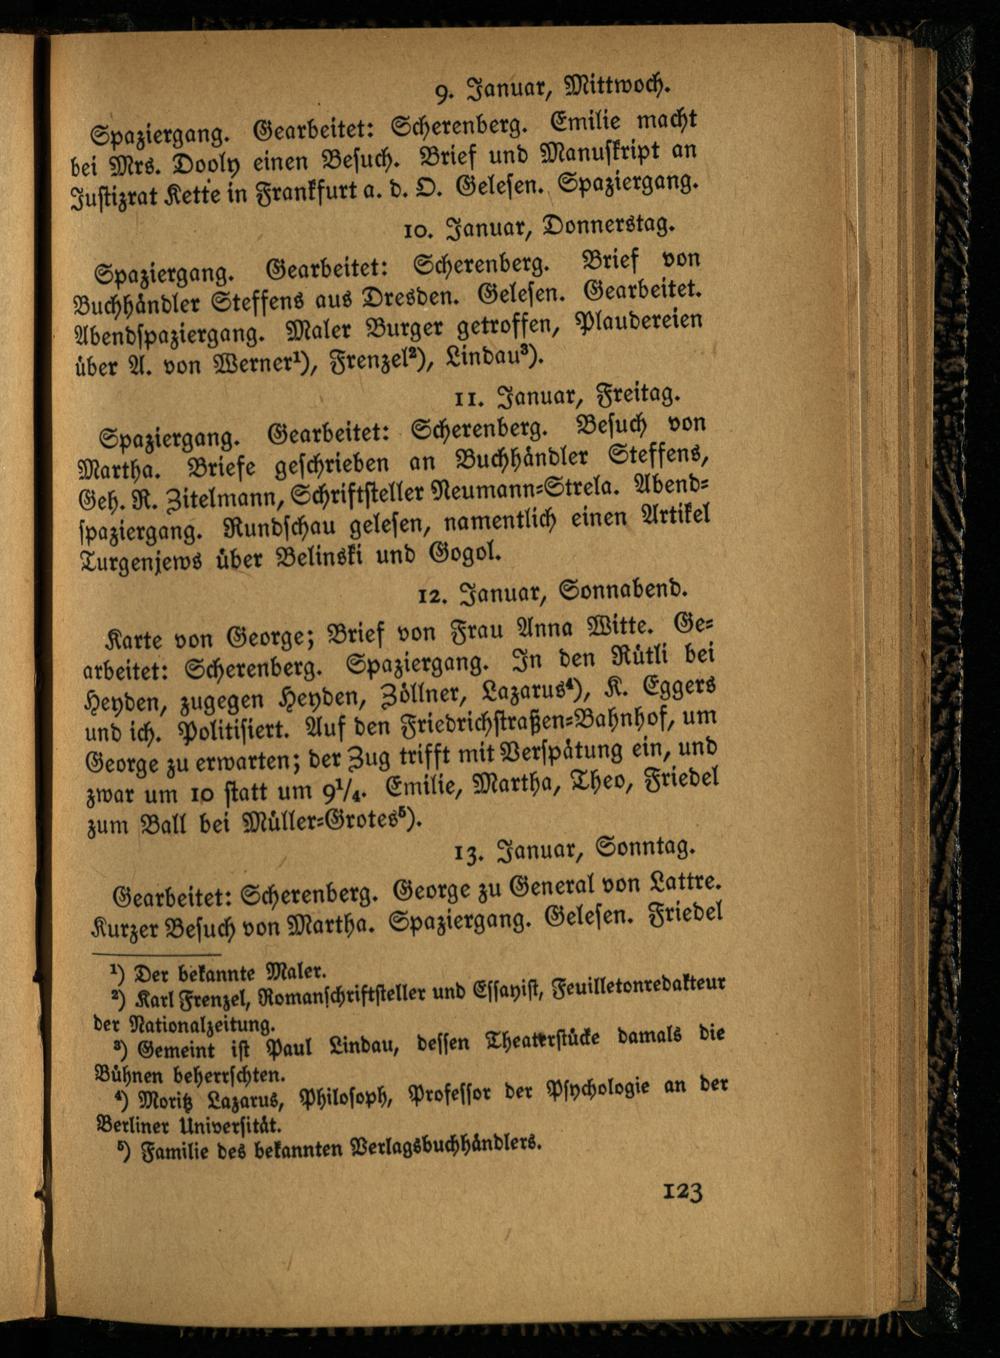 9. Januar, Mittwoch.
Spaziergang. Gearbeitet: Scherenberg. Emilie macht
bei Mrs. Dooly einen Besuch. Brief und Manuskript an
Justizrat Kette in Frankfurt a. d. O. Gelesen. Spaziergang.
10. Januar, Donnerstag.
Spaziergang. Gearbeitet: Scherenberg. Brief von
Buchhändler Steffens aus Dresden. Gelesen. Gearbeitet.
Abendspaziergang. Maler Burger getroffen, Plaudereien
über A. von Werner¹), Frenzel²), Lindau³).
11. Januar, Freitag.
Spaziergang. Gearbeitet: Scherenberg. Besuch von
Martha. Briefe geschrieben an Buchhändler Steffens,
Geh. R. Zitelmann, Schriftsteller Neumann-Strela. Abend-
spaziergang. Rundschau gelesen, namentlich einen Artikel
Turgenjews über Belinski und Gogol.
12. Januar, Sonnabend.
Karte von George; Brief von Frau Anna Witte. Ge-
arbeitet: Scherenberg. Spaziergang. In den Rütli bei
Heyden, zugegen Heyden, Zöllner, Lazarus⁴), K. Eggers
und ich. Politisiert. Auf den Friedrichstraßen-Bahnhof, um
George zu erwarten; der Zug trifft mit Verspätung ein, und
zwar um 10 statt um 9¼. Emilie, Martha, Theo, Friedel
zum Ball bei Müller-Grotes⁵).
13. Januar, Sonntag.
Gearbeitet: Scherenberg. George zu General von Lattre.
Kurzer Besuch von Martha. Spaziergang. Gelesen. Friedel
¹) Der bekannte Maler.
²) Karl Frenzel, Romanschriftsteller und Essayist, Feuilletonredakteur
der Nationalzeitung.
³) Gemeint ist Paul Lindau, dessen Theaterstücke damals die
Bühnen beherrschten.
⁴) Moritz Lazarus, Philosoph, Professor der Psychologie an der
Berliner Universität.
⁵) Familie des bekannten Verlagsbuchhändlers.
123